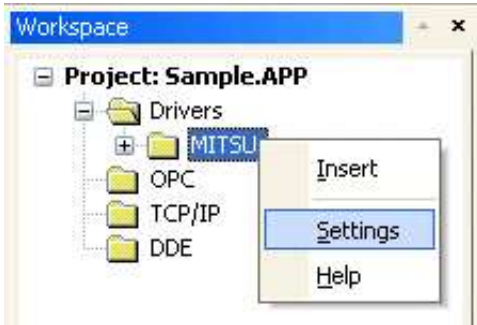 Workspace
Project: Sample.APP
Drivers
MITSU
OPC
TCP/IP
DDE
Insert
Settings
Help